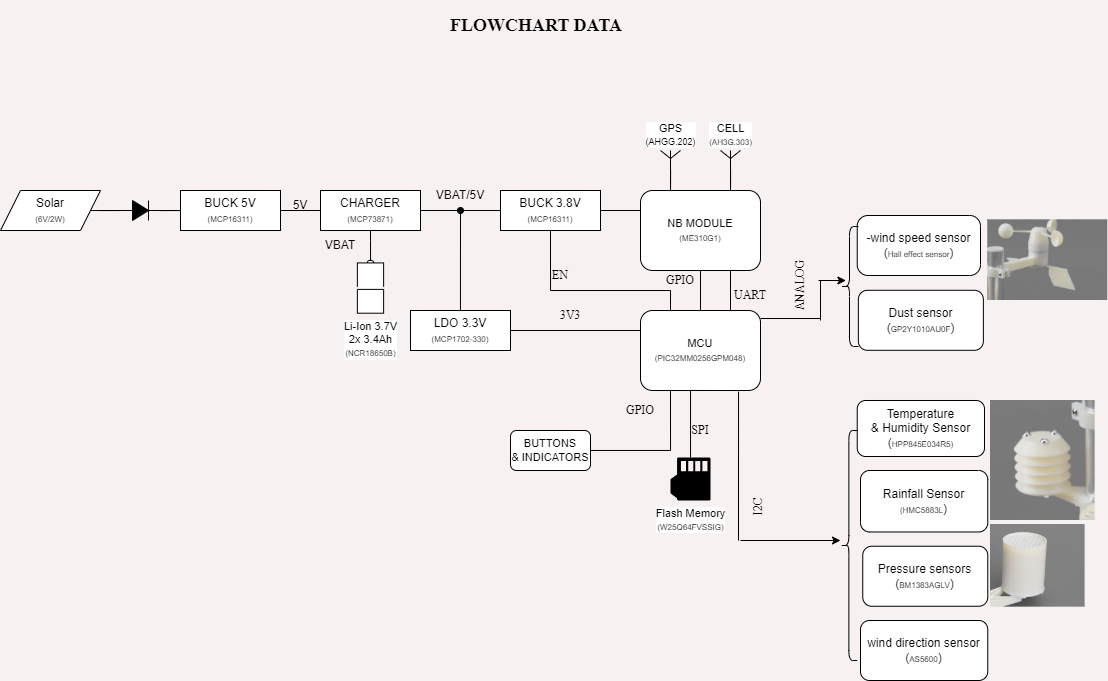 FLOWCHART DATA
GPS
(AHGG.202)
CELL
(AH3G.303)
Solar
(6V/2W)
BUCK 5V
(MCP16311)
5V
CHARGER
(MCP73871)
VBAT/5V
BUCK 3.8V
(MCP16311)
NB MODULE
(ME310G1)
VBAT
EN
GPIO
UART
ANALOG
-wind speed sensor
(Hall effect sensor)
Dust sensor
(GP2Y1010AU0F)
Li-Ion 3.7V
2x 3.4Ah
(NCR18650B)
LDO 3.3V
(MCP1702-330)
3V3
MCU
(PIC32MM0256GPM048)
GPIO
SPI
BUTTONS
& INDICATORS
Flash Memory
(W25Q64FVSSIG)
I2C
Temperature
& Humidity Sensor
(HPP845E034R5)
Rainfall Sensor
(HMC5883L)
Pressure sensors
(BM1383AGLV)
wind direction sensor
(AS5600)